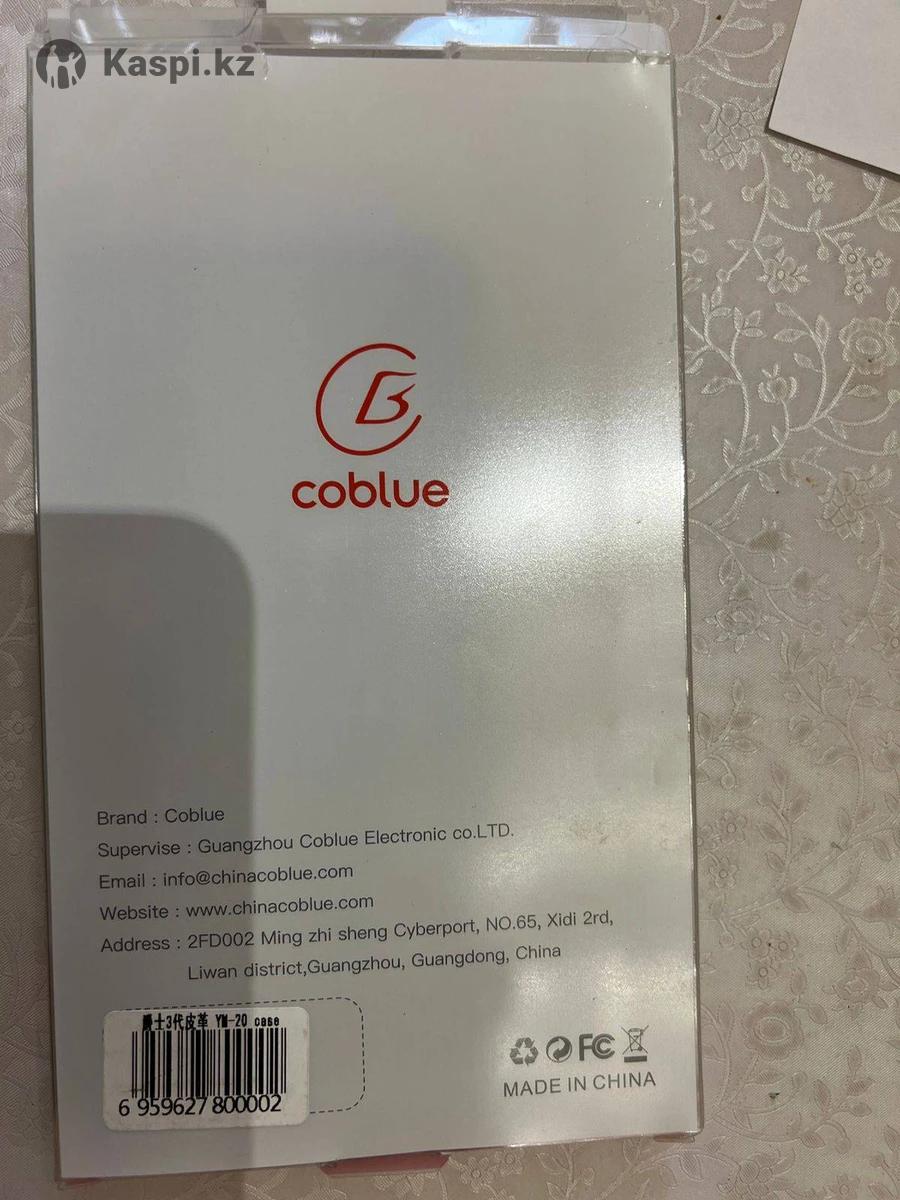 Kaspi.kz
coblue
Brand : Coblue
Supervise : Guangzhou Coblue Electronic co.LTD.
Email : info@chinacoblue.com
Website : www.chinacoblue.com
Address : 2FD002 Ming zhi sheng Cyberport, NO.65, Xidi 2rd,
Liwan district,Guangzhou, Guangdong, China
爵士3代皮革 YM-20 case
6 959627 800002
FC
MADE IN CHINA